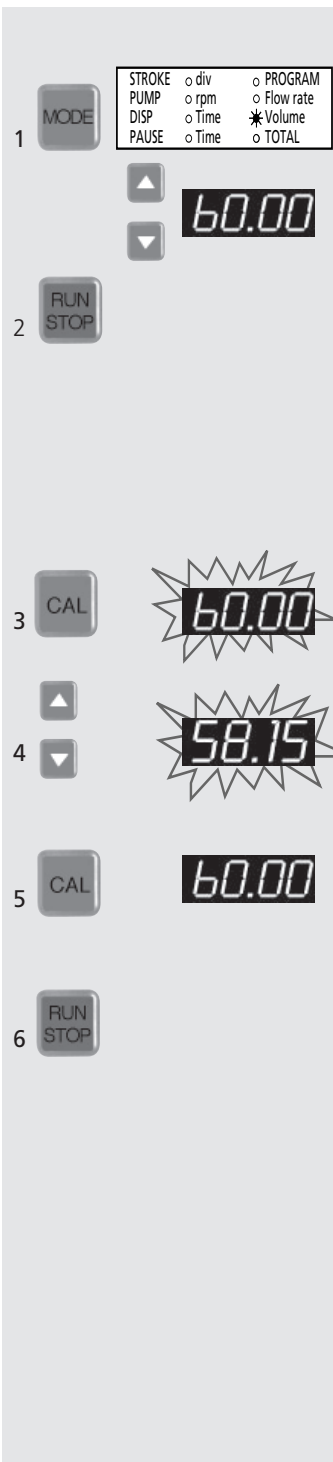 STROKE div PROGRAM
PUMP rpm Flow rate
DISP Time Volume
PAUSE Time TOTAL
1 MODE
60.00
2 RUN
STOP
3 CAL 60.00
4 58.15
5 CAL 60.00
6 RUN
STOP